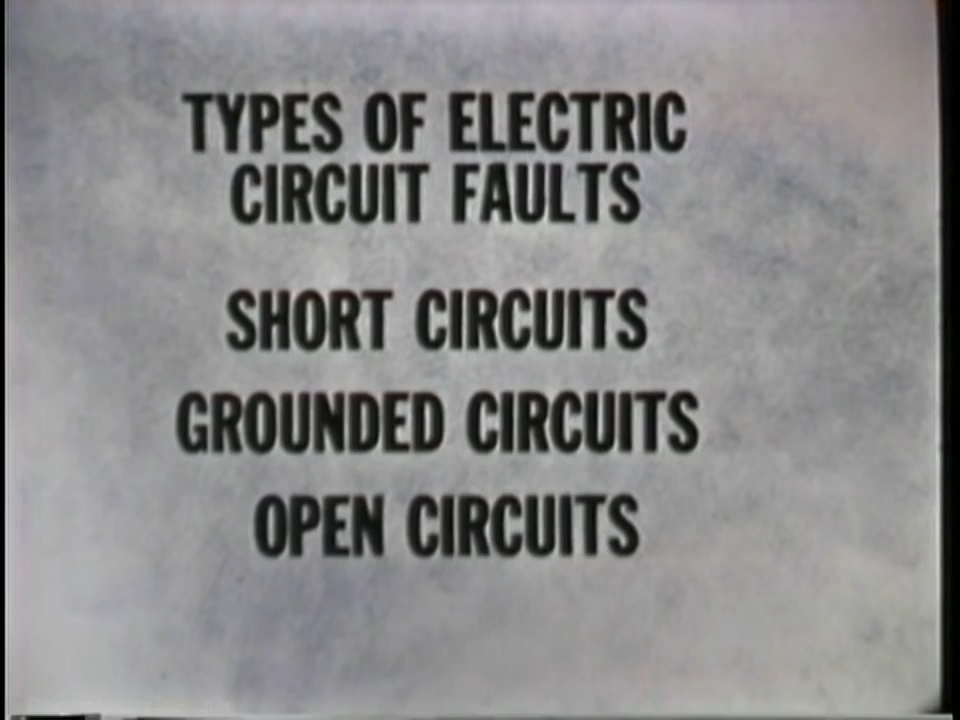 TYPES OF ELECTRIC
CIRCUIT FAULTS
SHORT CIRCUITS
GROUNDED CIRCUITS
OPEN CIRCUITS